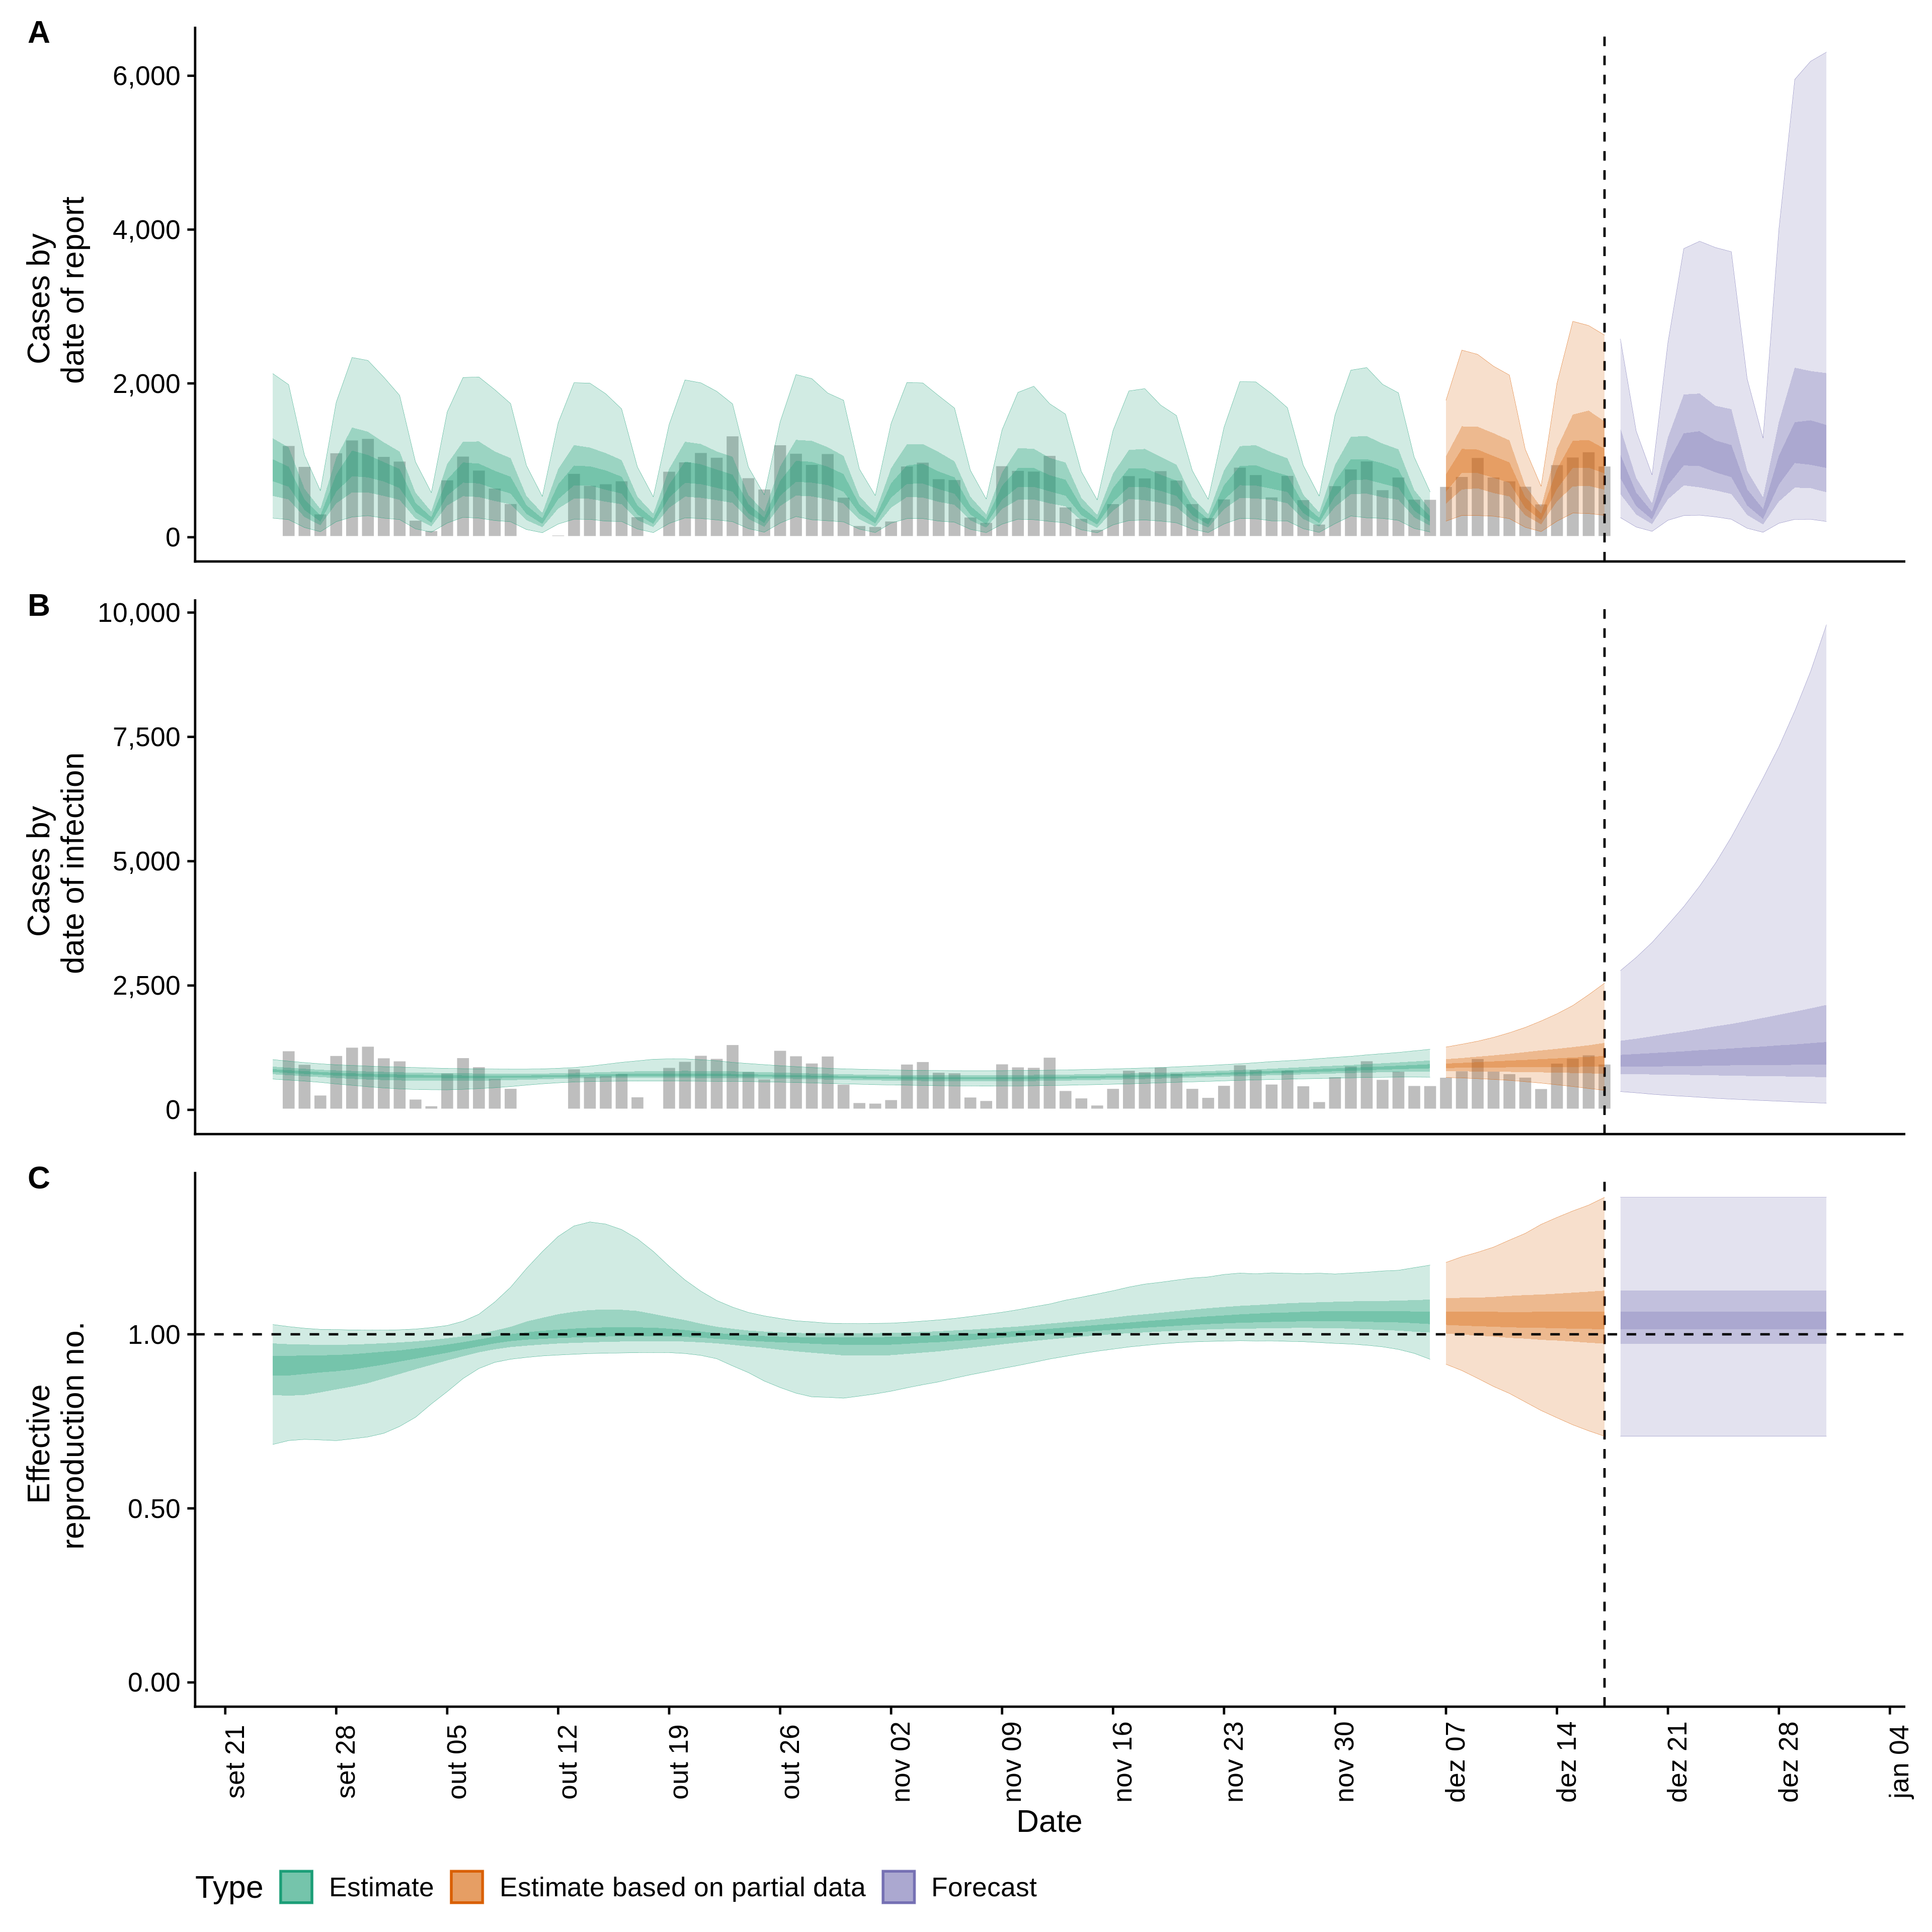 A
6,000
4,000
2,000
0
Cases by
date of report
B
10,000
7,500
5,000
2,500
0
Cases by
date of infection
C
1.00
0.50
0.00
Effective
reproduction no.
set 21
set 28
out 05
out 12
out 19
out 26
nov 02
nov 09
nov 16
nov 23
nov 30
dez 07
dez 14
dez 21
dez 28
jan 04
Date
Type
Estimate
Estimate based on partial data
Forecast